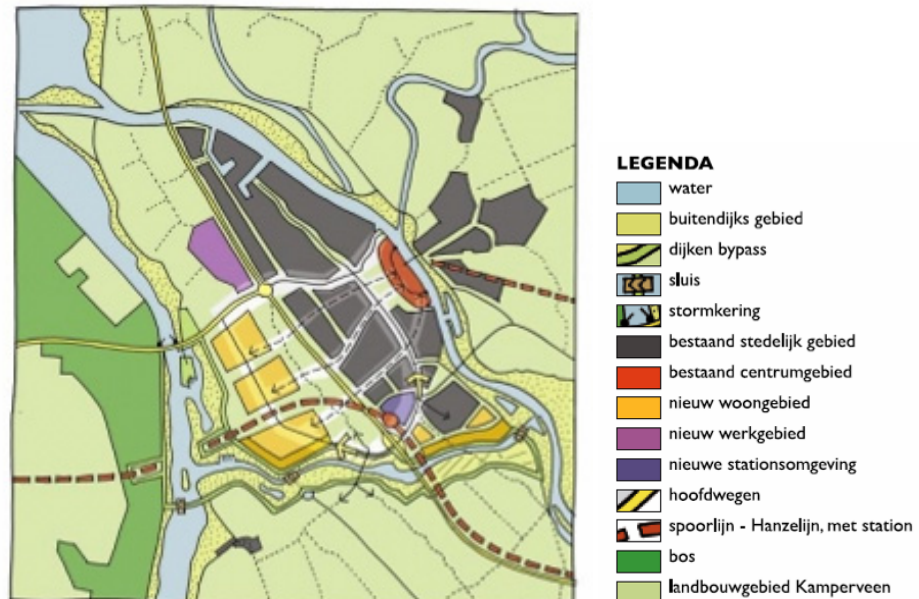 LEGENDA
water
buitendijks gebied
dijken bypass
sluis
stormkering
bestaand stedelijk gebied
bestaand centrumgebied
nieuw woongebied
nieuw werkgebied
nieuwe stationsomgeving
hoofdwegen
spoorlijn - Hanzelijn, met station
bos
landbouwgebied Kamperveen